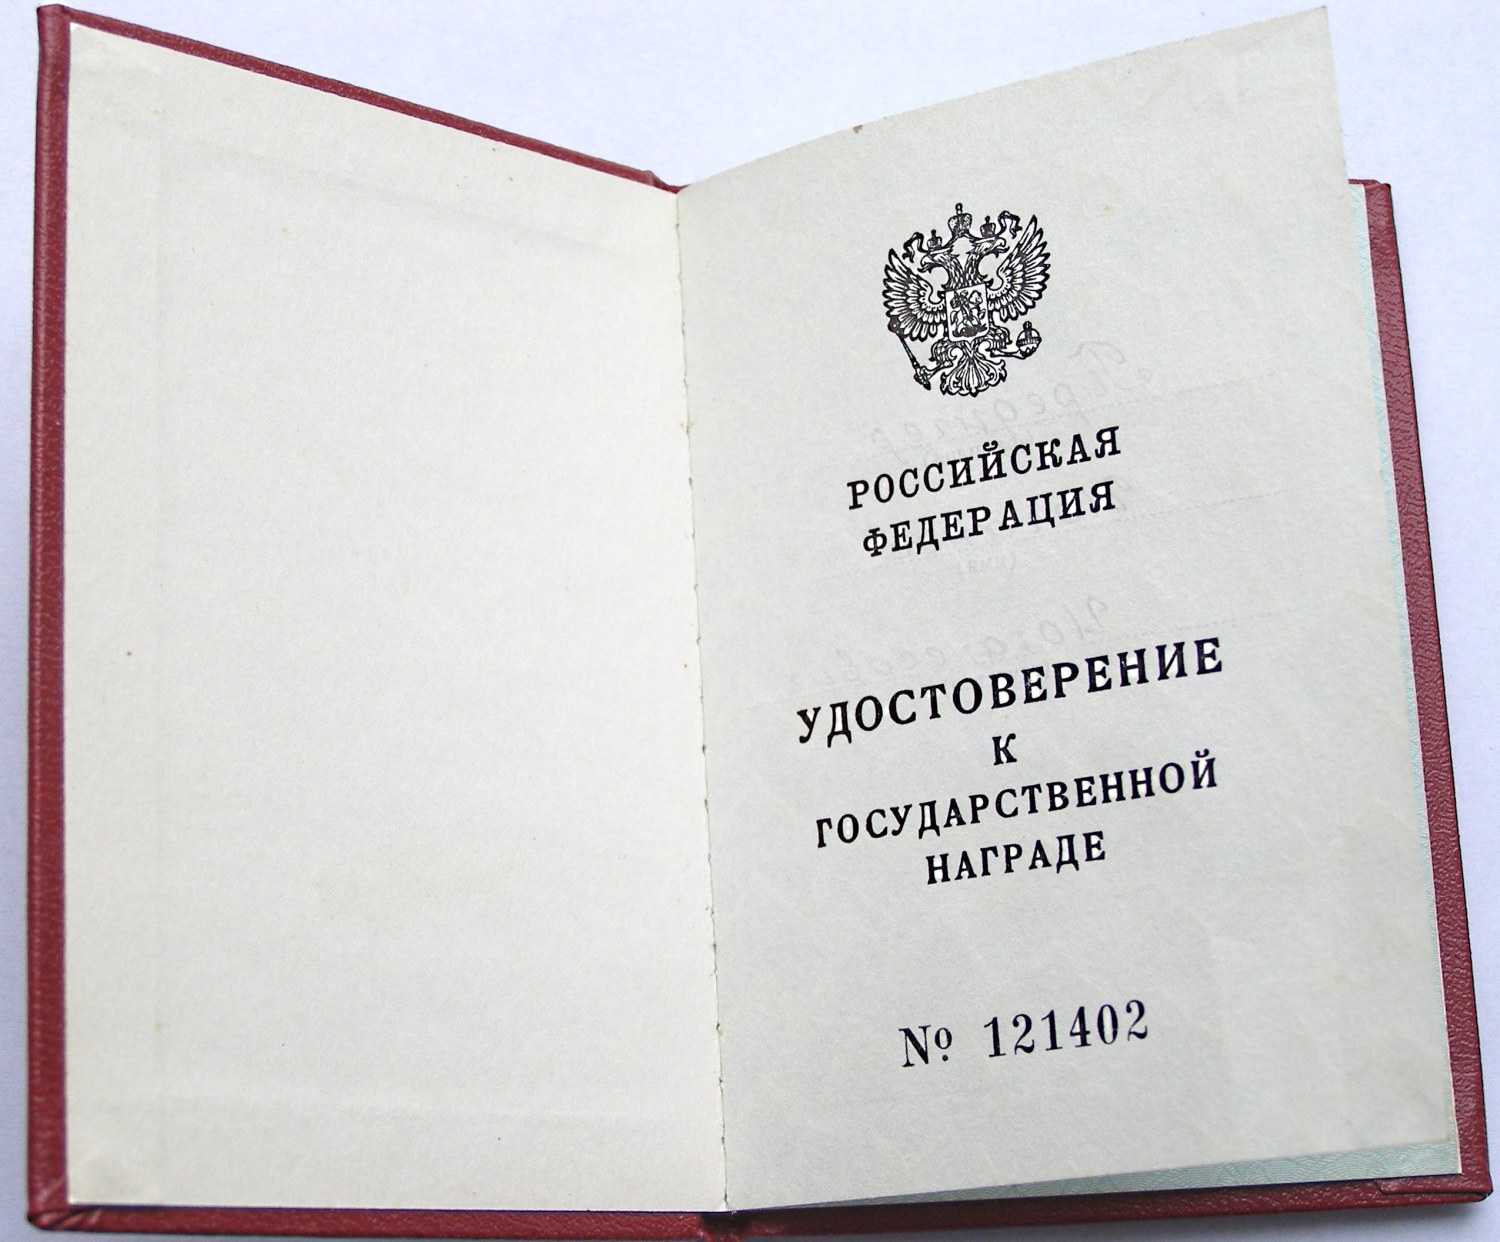 РОССИЙСКАЯ
ФЕДЕРАЦИЯ
УДОСТОВЕРЕНИЕ
К
ГОСУДАРСТВЕННОЙ
НАГРАДЕ
№ 121402